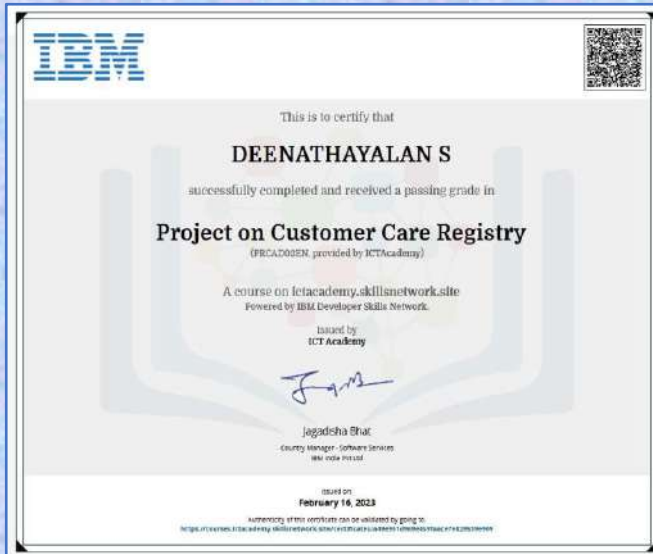 IBM
This is to certify that
DEENATHAYALAN S
successfully completed and received a passing grade in
Project on Customer Care Registry
(PRCAD03EN, provided by ICTAcademy)
A course on ictacademy.skillsnetwork.site
Powered by IBM Developer Skills Network.
Issued by
ICT Academy
Jagadisha Bhat
Country Manager - Software Services
IBM India Pvt Ltd
Issued on
February 16, 2023
Authenticity of this certificate can be validated by going to: